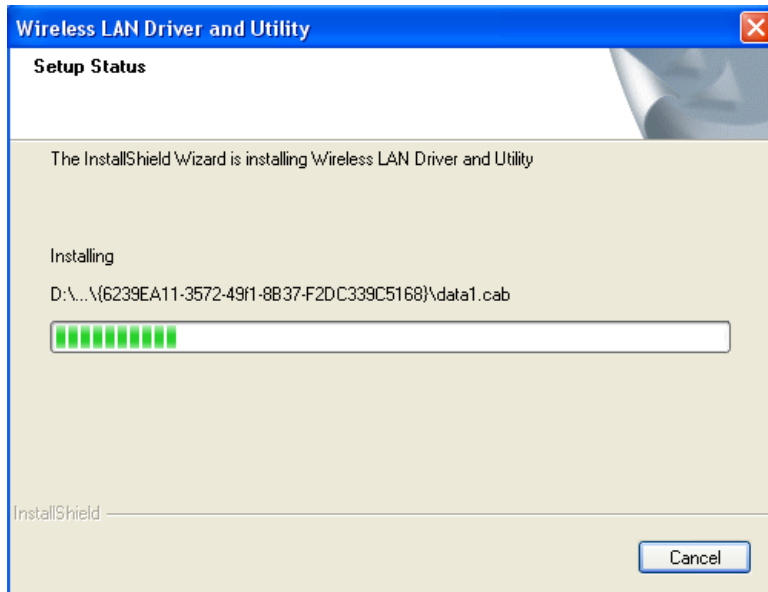 Wireless LAN Driver and Utility
Setup Status
The InstallShield Wizard is installing Wireless LAN Driver and Utility
Installing
D:\...\{6239EA11-3572-49f1-8B37-F2DC339C5168}\data1.cab
InstallShield
Cancel